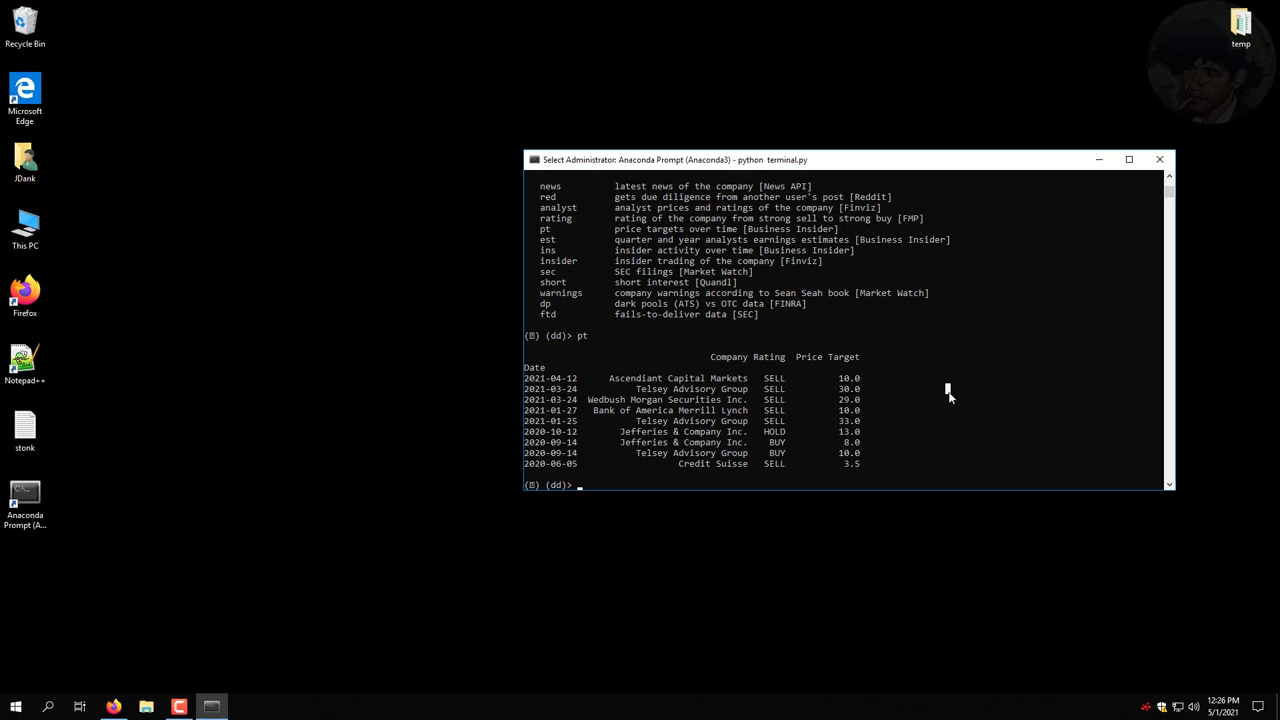 Recycle Bin
Microsoft
Edge
JDank
This PC
Firefox
Notepad++
stonk
Anaconda
Prompt (A...
temp
Select Administrator: Anaconda Prompt (Anaconda3) - python terminal.py
news latest news of the company [News API]
red gets due diligence from another user's post [Reddit]
analyst analyst prices and ratings of the company [Finviz]
rating rating of the company from strong sell to strong buy [FMP]
pt price targets over time [Business Insider]
est quarter and year analysts earnings estimates [Business Insider]
ins insider activity over time [Business Insider]
insider insider trading of the company [Finviz]
sec SEC filings [Market Watch]
short short interest [Quandl]
warnings company warnings according to Sean Seah book [Market Watch]
dp dark pools (ATS) vs OTC data [FINRA]
ftd fails-to-deliver data [SEC]
(⍰) (dd)> pt
Company Rating Price Target
Date
2021-04-12 Ascendiant Capital Markets SELL 10.0
2021-03-24 Telsey Advisory Group SELL 30.0
2021-03-24 Wedbush Morgan Securities Inc. SELL 29.0
2021-01-27 Bank of America Merrill Lynch SELL 10.0
2021-01-25 Telsey Advisory Group SELL 33.0
2020-10-12 Jefferies & Company Inc. HOLD 13.0
2020-09-14 Jefferies & Company Inc. BUY 8.0
2020-09-14 Telsey Advisory Group BUY 10.0
2020-06-05 Credit Suisse SELL 3.5
(⍰) (dd)>
12:26 PM
5/1/2021